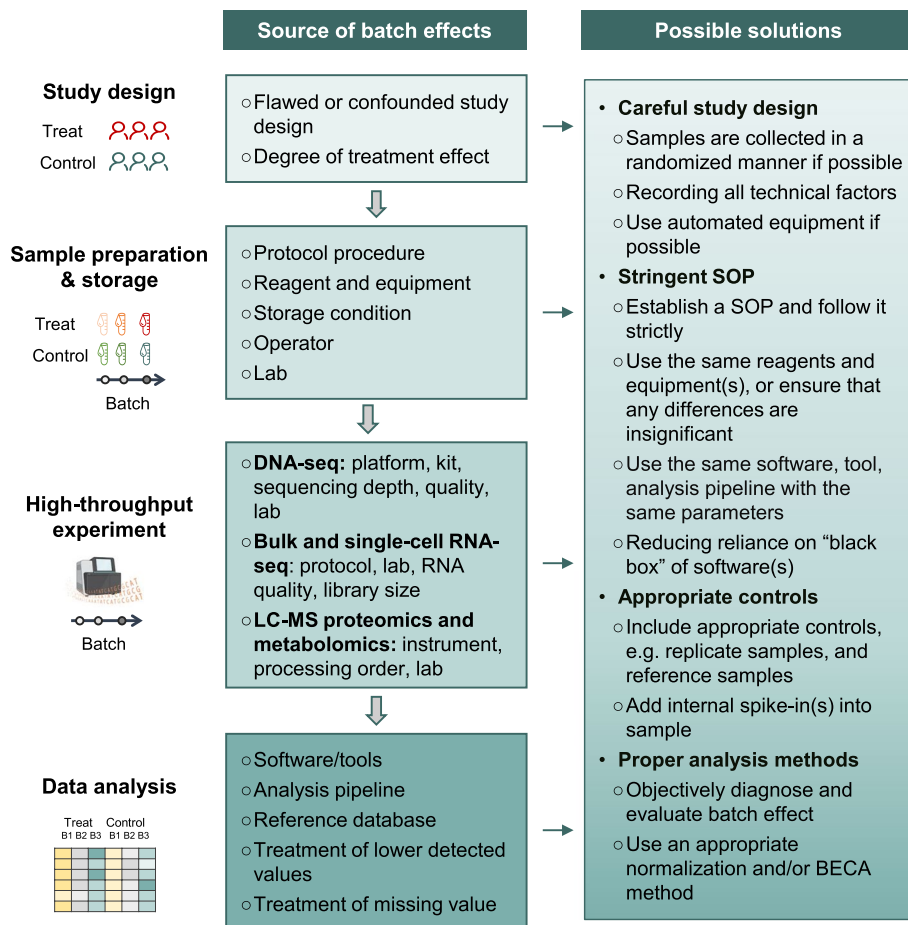 Source of batch effects
Possible solutions
Study design
Treat
Control
○Flawed or confounded study
design
○Degree of treatment effect
Sample preparation
& storage
Treat
Control
Batch
○Protocol procedure
○Reagent and equipment
○Storage condition
○Operator
○Lab
High-throughput
experiment
Batch
○DNA-seq: platform, kit,
sequencing depth, quality,
lab
○Bulk and single-cell RNA-
seq: protocol, lab, RNA
quality, library size
○LC-MS proteomics and
metabolomics: instrument,
processing order, lab
Data analysis
Treat Control
B1 B2 B3 B1 B2 B3
○Software/tools
○Analysis pipeline
○Reference database
○Treatment of lower detected
values
○Treatment of missing value
• Careful study design
○Samples are collected in a
randomized manner if possible
○Recording all technical factors
○Use automated equipment if
possible
• Stringent SOP
○Establish a SOP and follow it
strictly
○Use the same reagents and
equipment(s), or ensure that
any differences are
insignificant
○Use the same software, tool,
analysis pipeline with the
same parameters
○Reducing reliance on “black
box” of software(s)
• Appropriate controls
○Include appropriate controls,
e.g. replicate samples, and
reference samples
○Add internal spike-in(s) into
sample
• Proper analysis methods
○Objectively diagnose and
evaluate batch effect
○Use an appropriate
normalization and/or BECA
method